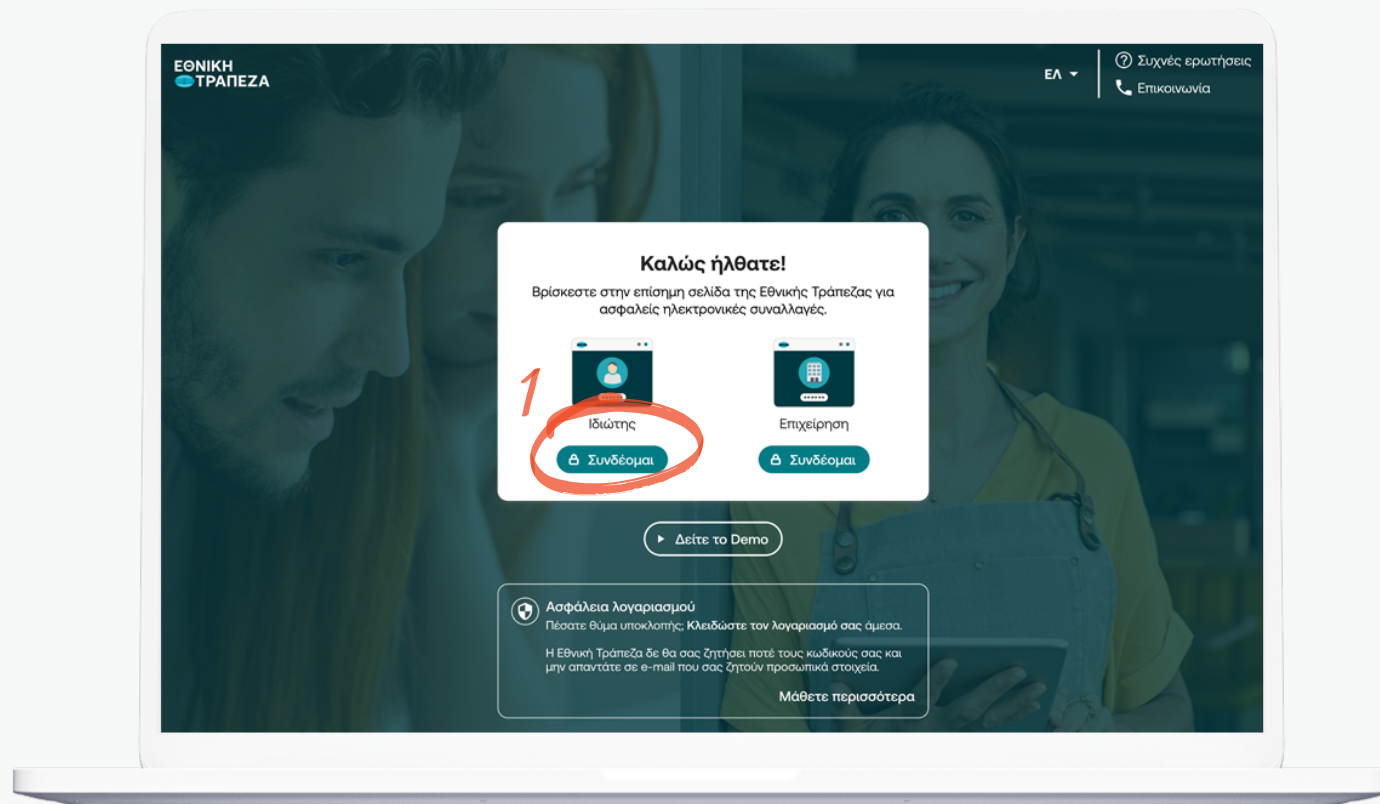 ΕΘΝΙΚΗ
ΤΡΑΠΕΖΑ
ΕΛ
Συχνές ερωτήσεις
Επικοινωνία
Καλώς ήλθατε!
Βρίσκεστε στην επίσημη σελίδα της Εθνικής Τράπεζας για
ασφαλείς ηλεκτρονικές συναλλαγές.
1
Ιδιώτης
Συνδέομαι
Επιχείρηση
Συνδέομαι
Δείτε το Demo
Ασφάλεια λογαριασμού
Πέσατε θύμα υποκλοπής; Κλειδώστε τον λογαριασμό σας άμεσα.
Η Εθνική Τράπεζα δε θα σας ζητήσει ποτέ τους κωδικούς σας και
μην απαντάτε σε e-mail που σας ζητούν προσωπικά στοιχεία.
Μάθετε περισσότερα